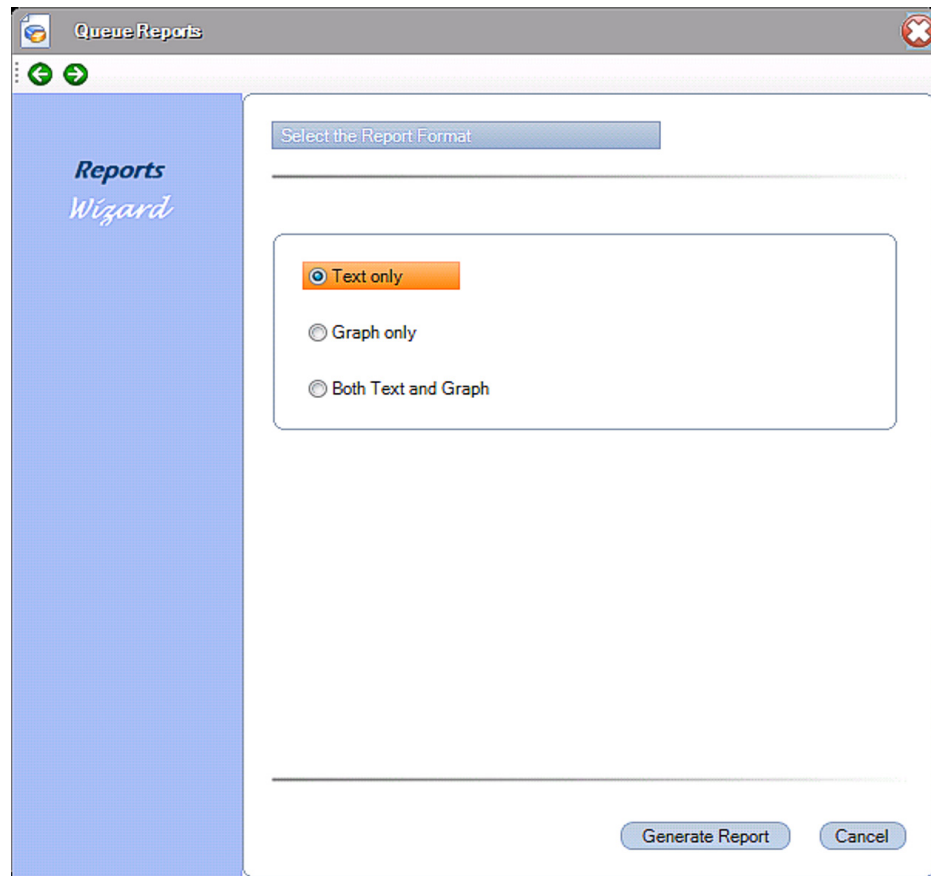 Queue Reports
Reports
Wizard
Select the Report Format
Text only
Graph only
Both Text and Graph
Generate Report
Cancel